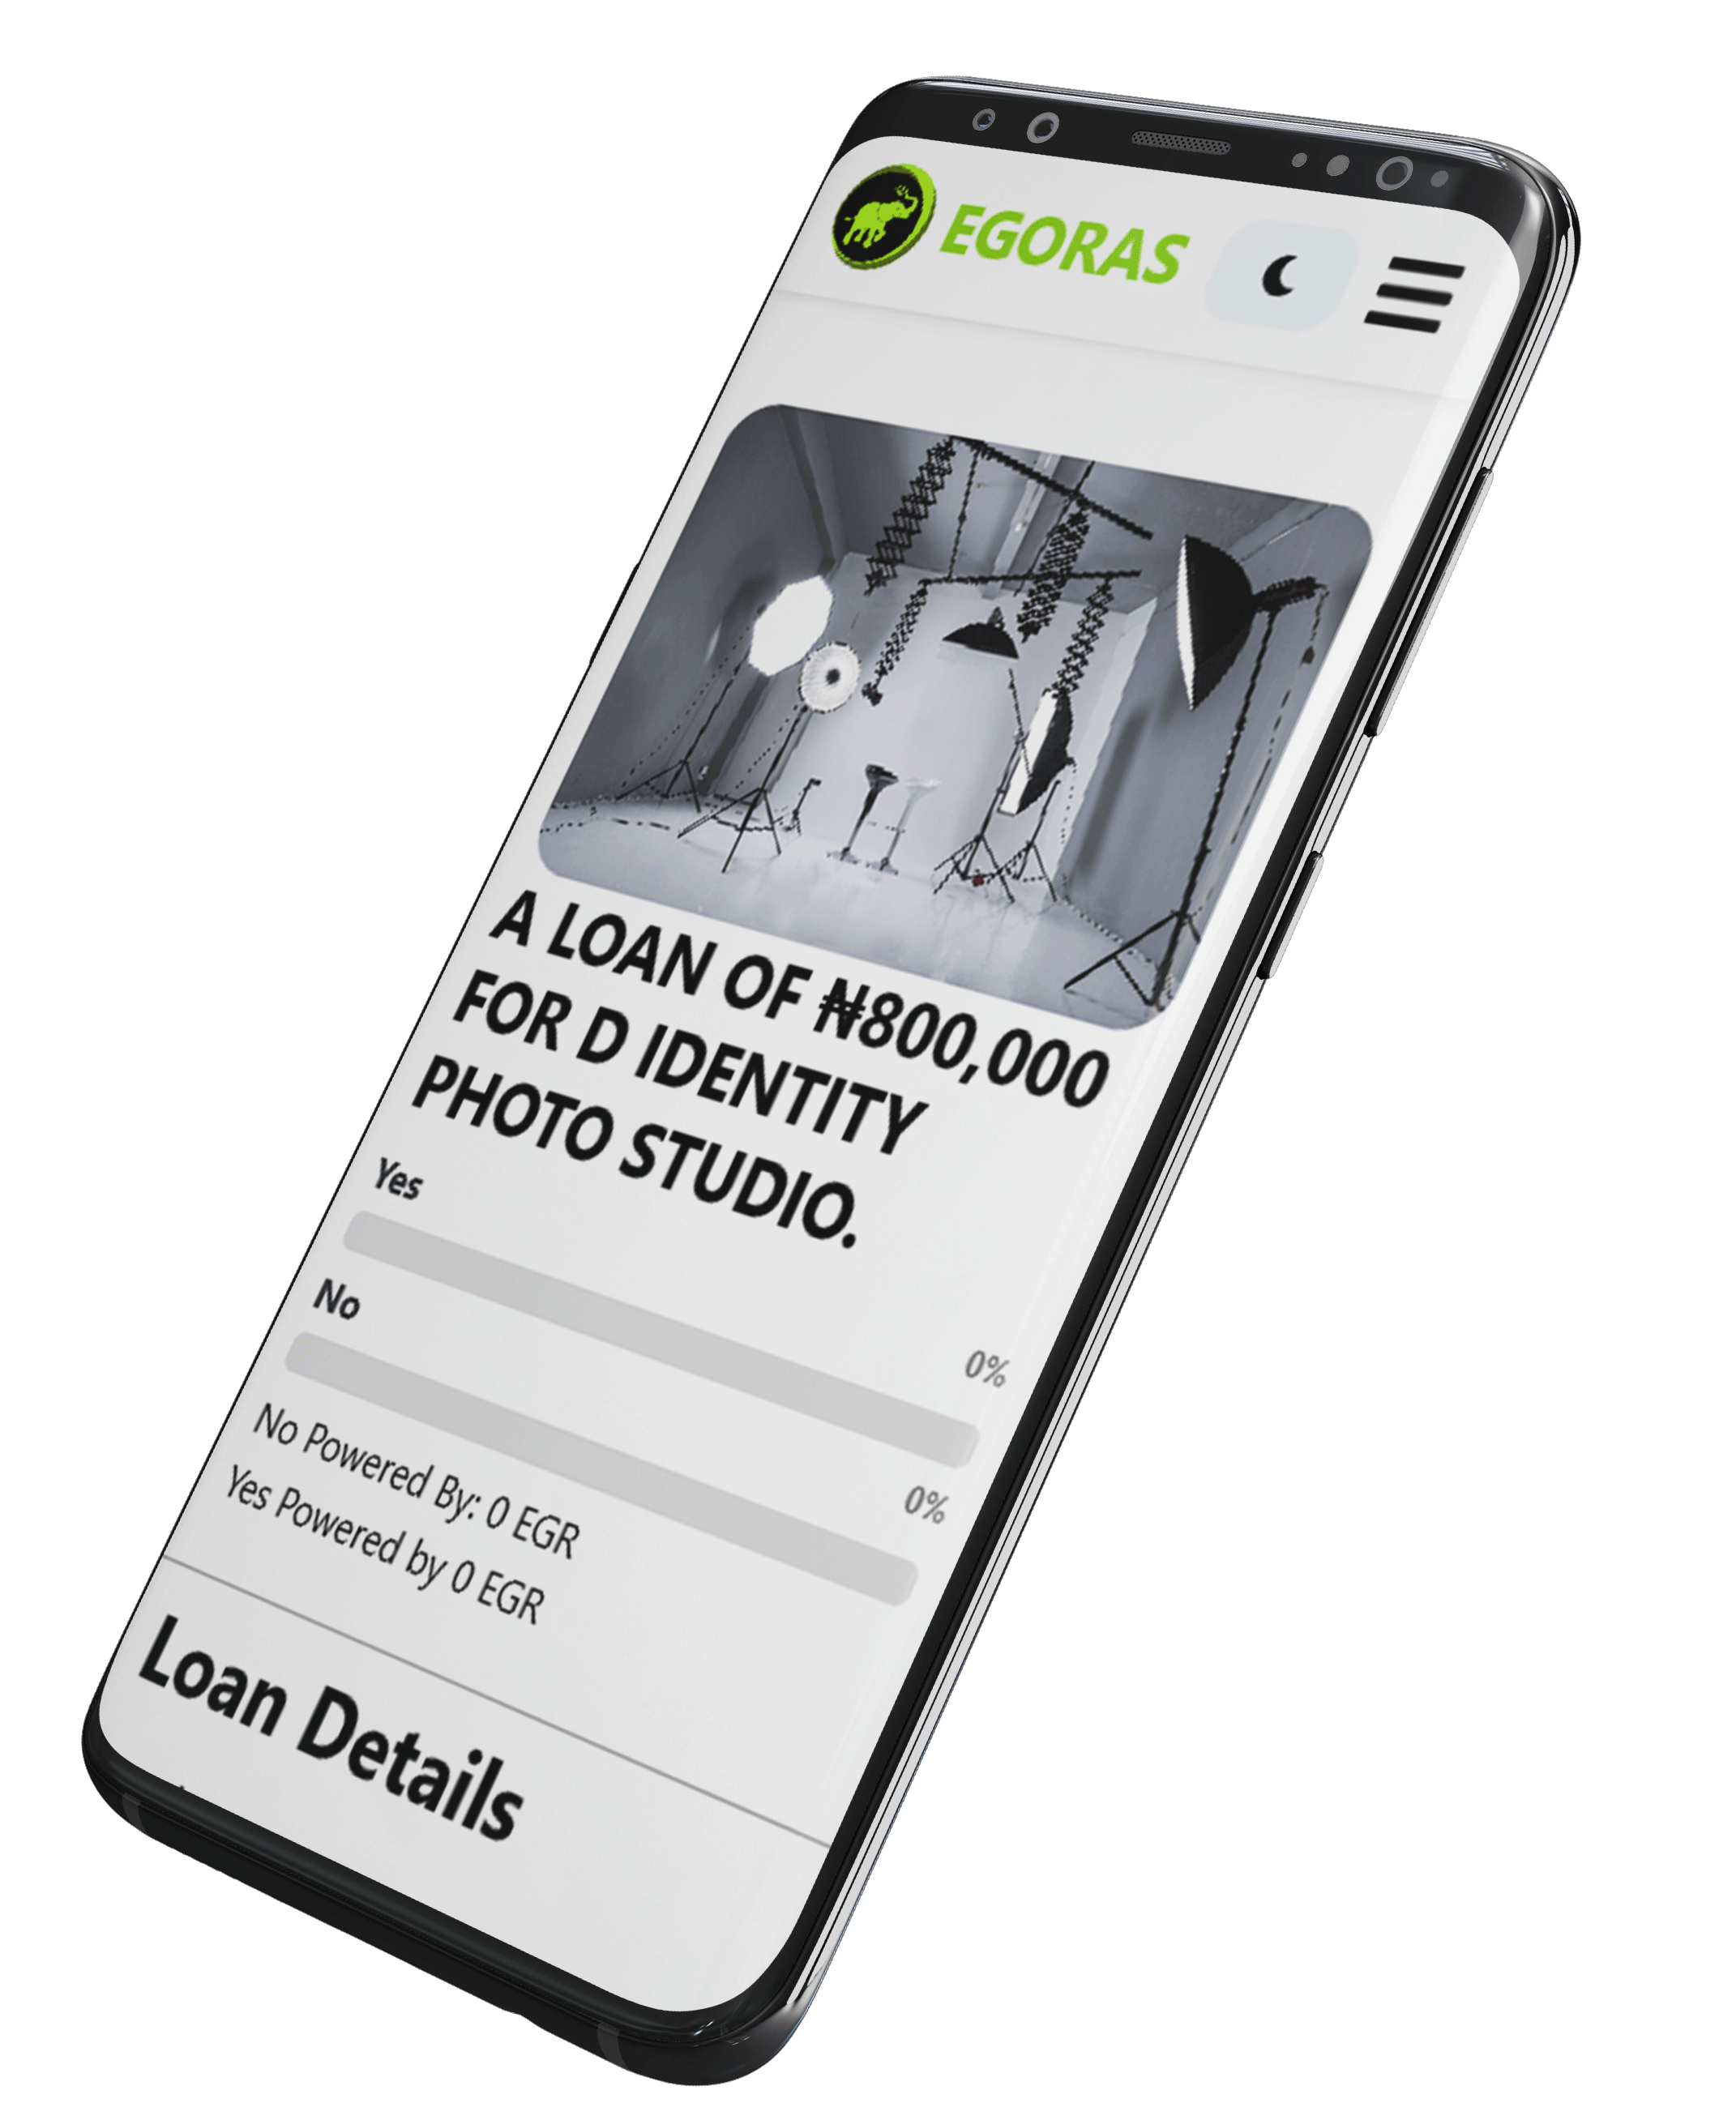 EGORAS
A LOAN OF ₦800,000
FOR D IDENTITY
PHOTO STUDIO.
Yes
0%
No
0%
No Powered By: 0 EGR
Yes Powered by 0 EGR
Loan Details